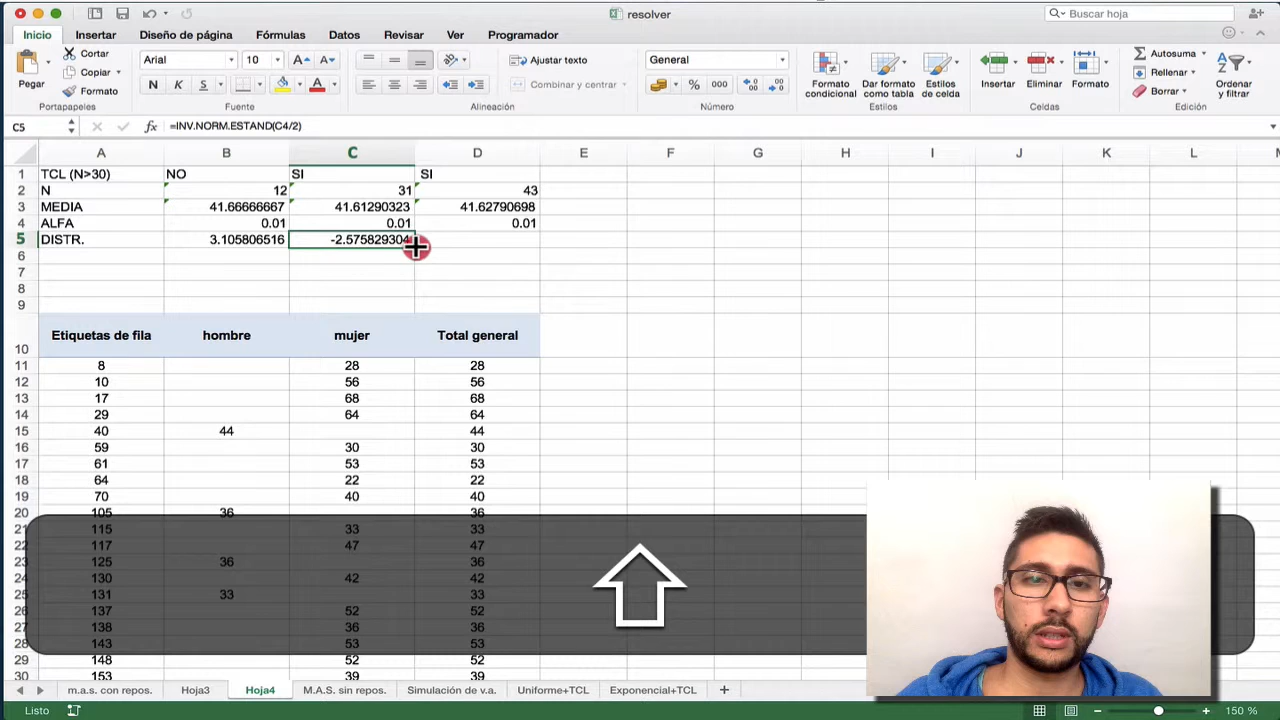 resolver
Buscar hoja
Inicio Insertar Diseño de página Fórmulas Datos Revisar Ver Programador
Pegar Cortar Copiar Formato Portapapeles
Arial 10 N K S A Fuente
Ajustar texto Combinar y centrar Alineación
General % 000 Número
Formato condicional Dar formato como tabla Estilos de celda Estilos
Insertar Eliminar Formato Celdas
Autosuma Rellenar Borrar Ordenar y filtrar Edición
C5 fx =INV.NORM.ESTAND(C4/2)
A B C D E F G H I J K L
1 TCL (N>30) NO SI SI
2 N 12 31 43
3 MEDIA 41.66666667 41.61290323 41.62790698
4 ALFA 0.01 0.01 0.01
5 DISTR. 3.105806516 -2.575829304
6
7
8
9
10 Etiquetas de fila hombre mujer Total general
11 8 28 28
12 10 56 56
13 17 68 68
14 29 64 64
15 40 44 44
16 59 30 30
17 61 53 53
18 64 22 22
19 70 40 40
20 105 36 36
21 115 33 33
22 117 47 47
23 125 36 36
24 130 42 42
25 131 33 33
26 137 52 52
27 138 36 36
28 143 53 53
29 148 52 52
30 153 39 39
m.a.s. con repos. Hoja3 Hoja4 M.A.S. sin repos. Simulación de v.a. Uniforme+TCL Exponencial+TCL
Listo 150 %